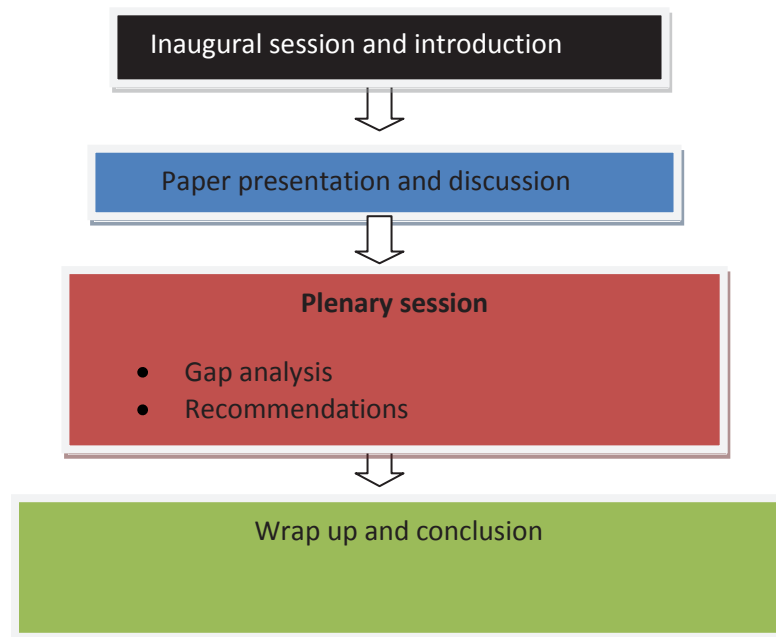 Inaugural session and introduction
Paper presentation and discussion
Plenary session
• Gap analysis
• Recommendations
Wrap up and conclusion